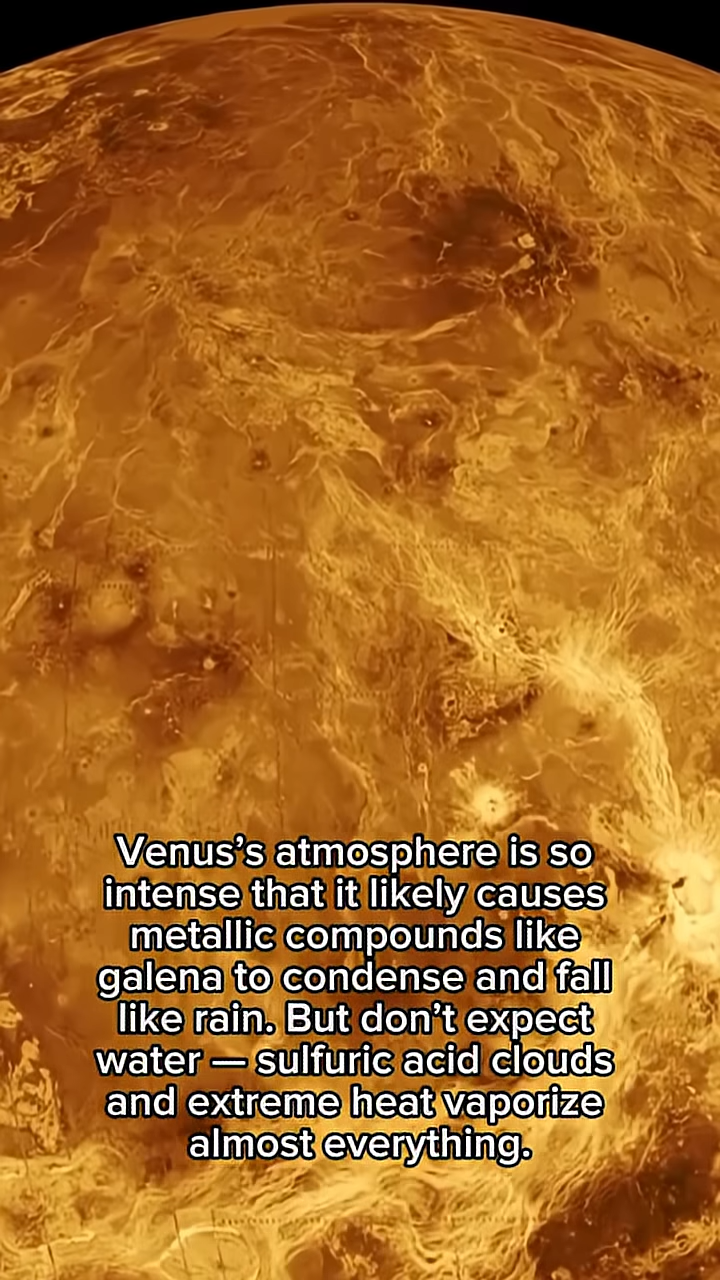 Venus’s atmosphere is so
intense that it likely causes
metallic compounds like
galena to condense and fall
like rain. But don’t expect
water — sulfuric acid clouds
and extreme heat vaporize
almost everything.